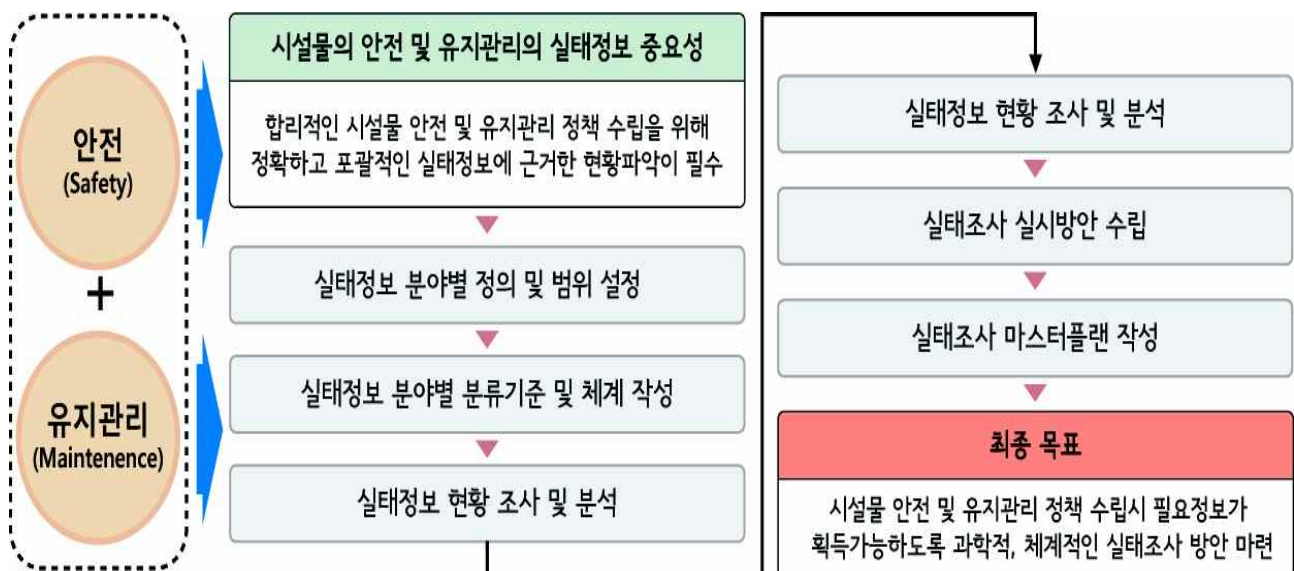 안전
(Safety)
+
유지관리
(Maintenence)
시설물의 안전 및 유지관리의 실태정보 중요성
합리적인 시설물 안전 및 유지관리 정책 수립을 위해
정확하고 포괄적인 실태정보에 근거한 현황파악이 필수
실태정보 분야별 정의 및 범위 설정
실태정보 분야별 분류기준 및 체계 작성
실태정보 현황 조사 및 분석
실태정보 현황 조사 및 분석
실태조사 실시방안 수립
실태조사 마스터플랜 작성
최종 목표
시설물 안전 및 유지관리 정책 수립시 필요정보가
획득가능하도록 과학적, 체계적인 실태조사 방안 마련